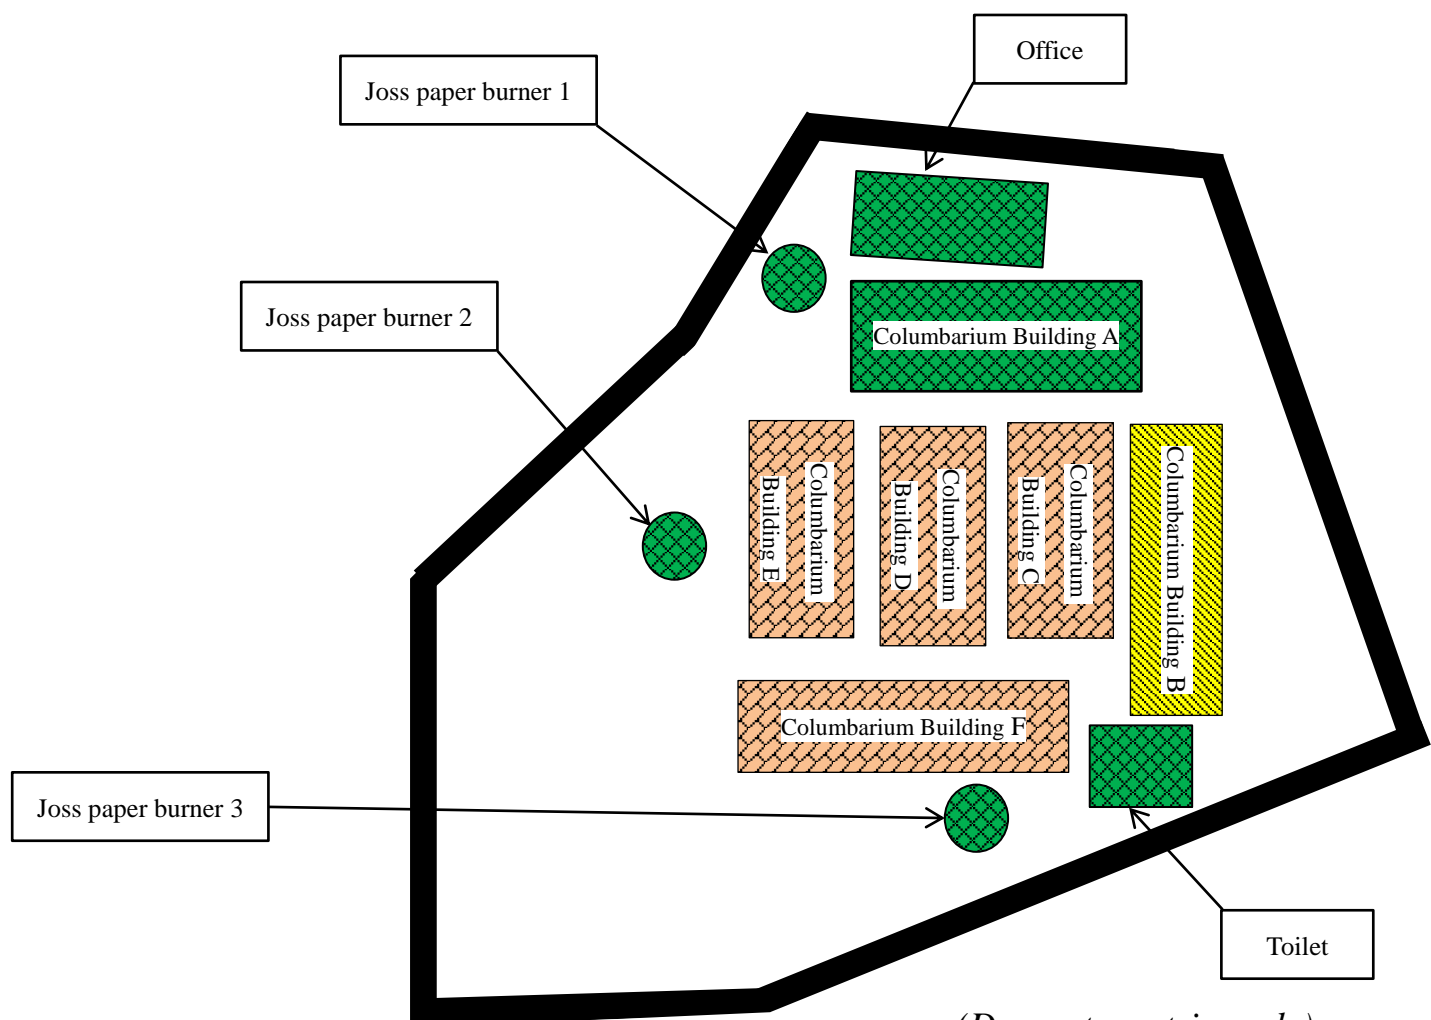 Office
Joss paper burner 1
Joss paper burner 2
Columbarium Building A
Columbarium
Building E
Columbarium
Building D
Columbarium
Building C
Columbarium Building B
Columbarium Building F
Joss paper burner 3
Toilet